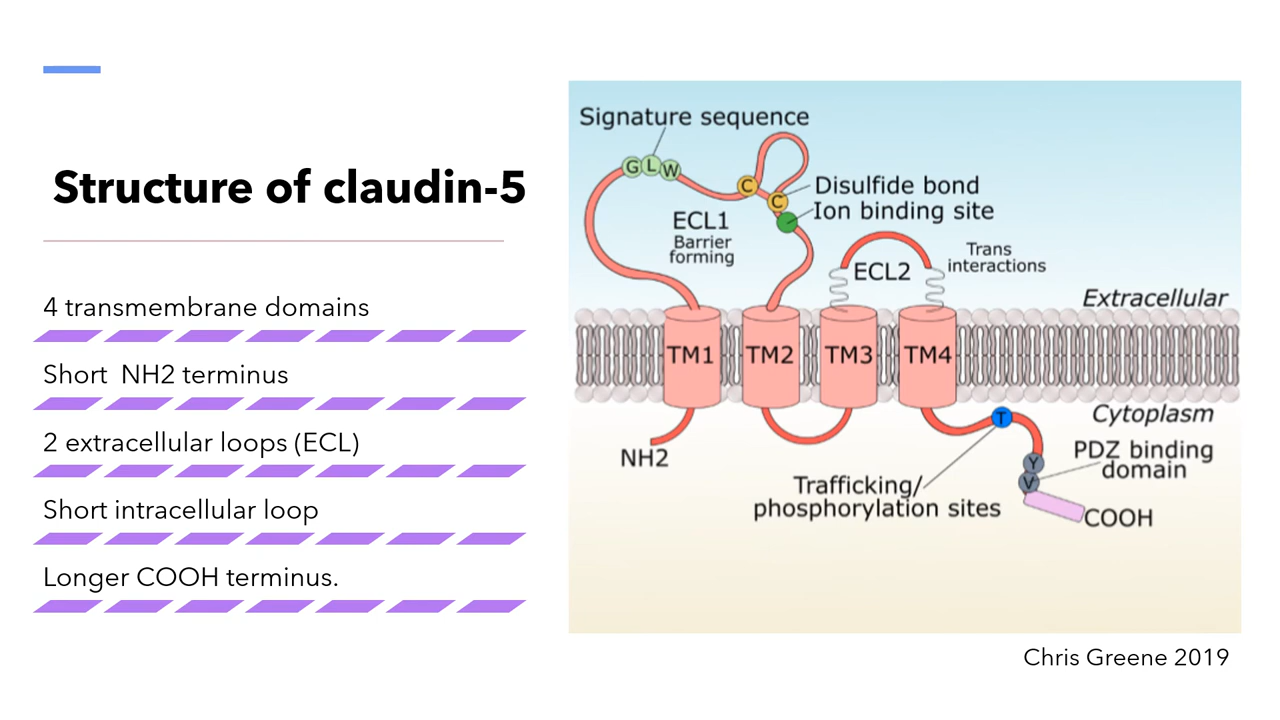 Structure of claudin-5
4 transmembrane domains
Short  NH2 terminus
2 extracellular loops (ECL)
Short intracellular loop
Longer COOH terminus.
Signature sequence
G L W
C
C
Disulfide bond
Ion binding site
ECL1
Barrier
forming
ECL2
Trans
interactions
Extracellular
TM1 TM2 TM3 TM4
Cytoplasm
NH2
T
Y
V
PDZ binding
domain
Trafficking/
phosphorylation sites
COOH
Chris Greene 2019